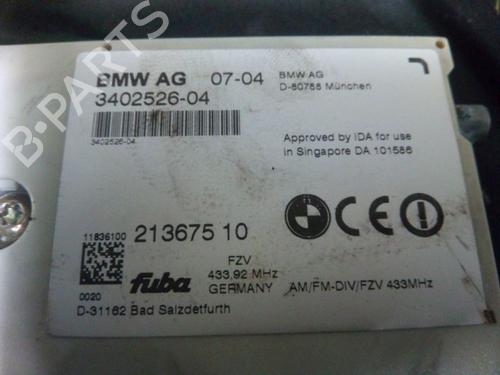 B-PARTS
BMW AG 07-04 BMW AG
D-80788 München
3402526-04
3402526-04
Approved by IDA for use
in Singapore DA 101586
11836100 213675 10
FZV
433,92 MHz
fuba GERMANY AM/FM-DIV/FZV 433MHz
0020
D-31162 Bad Salzdetfurth